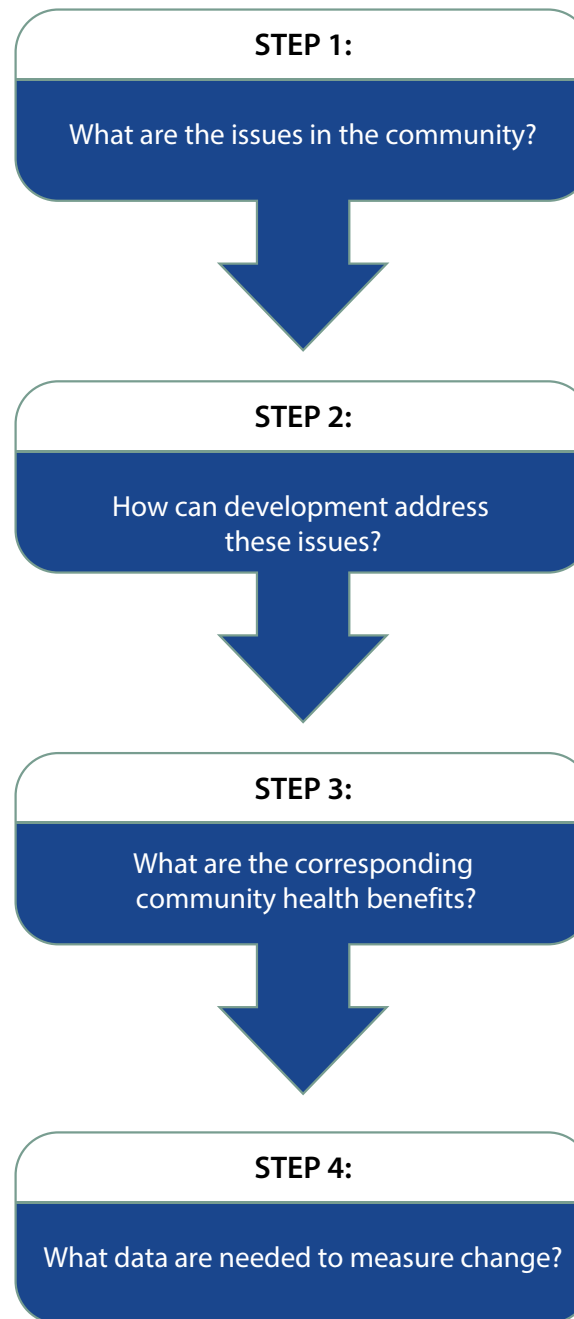 STEP 1:
What are the issues in the community?
STEP 2:
How can development address
these issues?
STEP 3:
What are the corresponding
community health benefits?
STEP 4:
What data are needed to measure change?